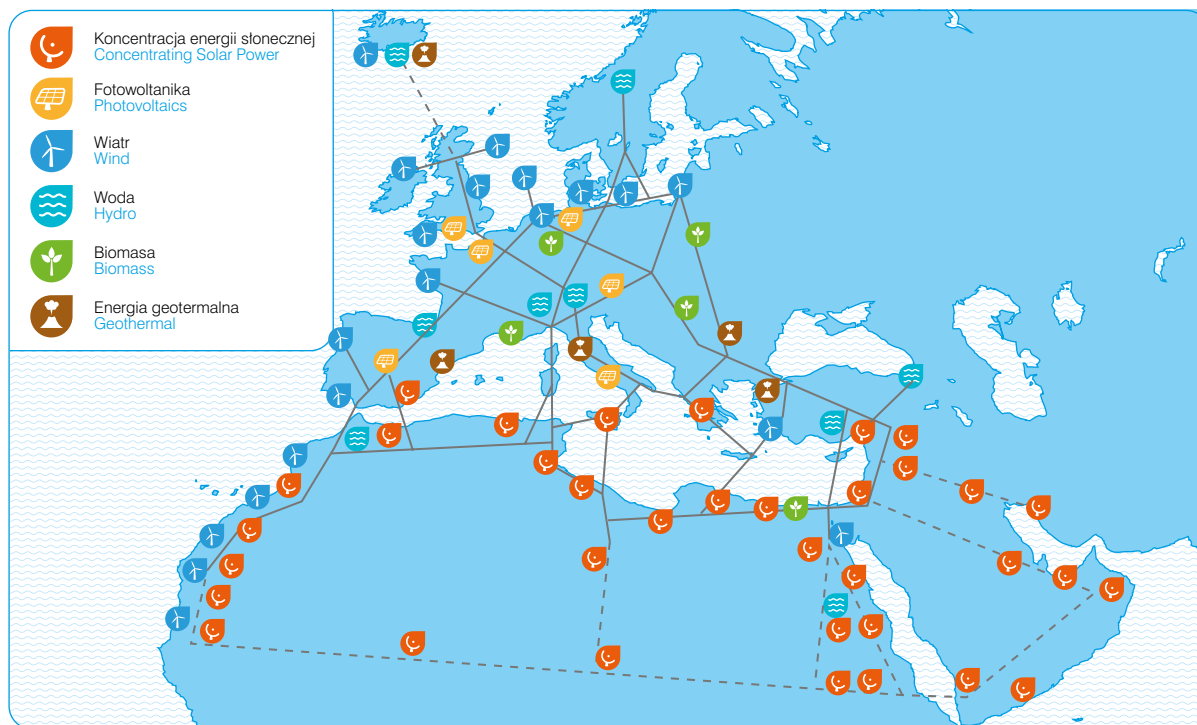 Koncentracja energii słonecznej
Concentrating Solar Power
Fotowoltanika
Photovoltaics
Wiatr
Wind
Woda
Hydro
Biomasa
Biomass
Energia geotermalna
Geothermal